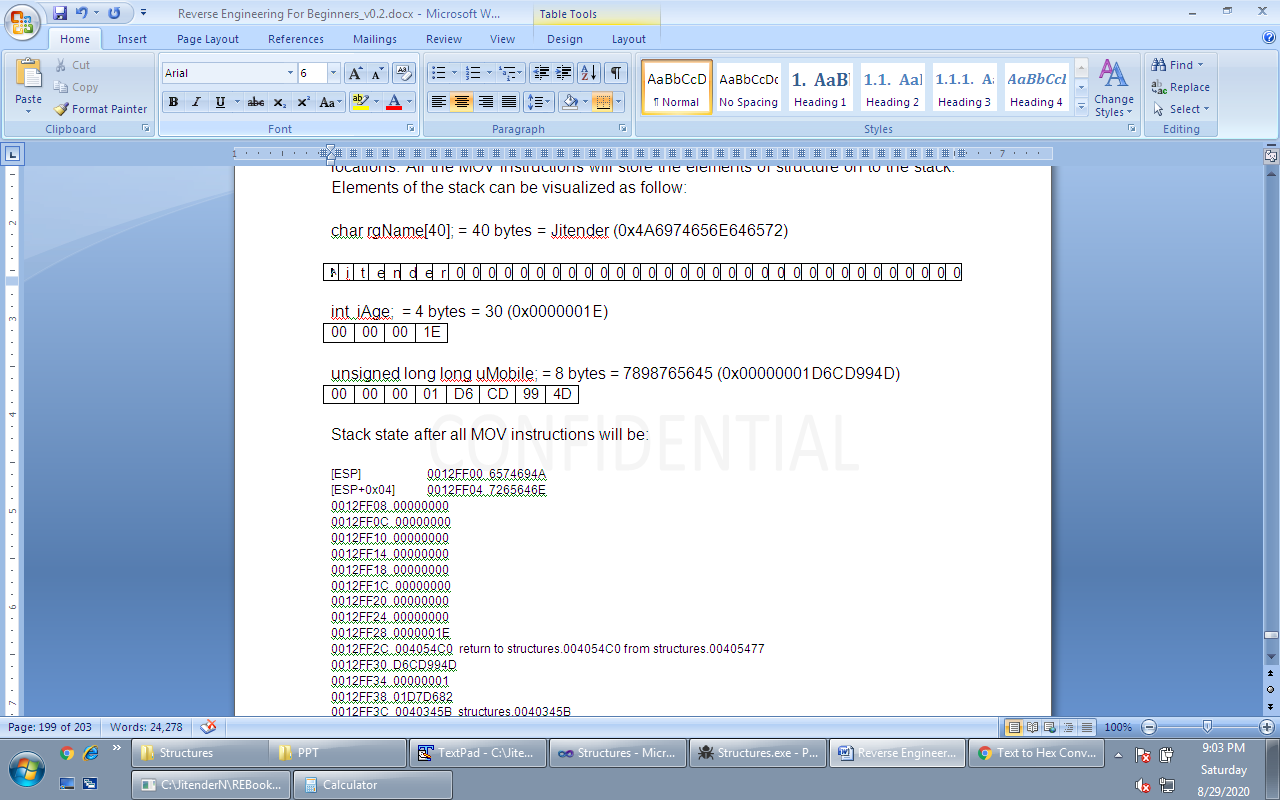 Reverse Engineering For Beginners_v0.2.docx - Microsoft W...
Table Tools
Home Insert Page Layout References Mailings Review View Design Layout
Paste
Cut
Copy
Format Painter
Clipboard
Arial 6
B I U abc X₂ X² Aa ab A
Font
Paragraph
AaBbCcD AaBbCcDc 1. AaB 1.1. Aa 1.1.1. A AaBbCcI
¶ Normal No Spacing Heading 1 Heading 2 Heading 3 Heading 4
Styles
Change
Styles
Find
Replace
Select
Editing
locations. All the MOV instructions will store the elements of structure on to the stack.
Elements of the stack can be visualized as follow:
char rgName[40]; = 40 bytes = Jitender (0x4A6974656E646572)
i t e n d e r 0 0 0 0 0 0 0 0 0 0 0 0 0 0 0 0 0 0 0 0 0 0 0 0 0 0 0 0 0 0 0 0
int iAge; = 4 bytes = 30 (0x0000001E)
00 00 00 1E
unsigned long long uMobile; = 8 bytes = 7898765645 (0x00000001D6CD994D)
00 00 00 01 D6 CD 99 4D
Stack state after all MOV instructions will be:
CONFIDENTIAL
[ESP] 0012FF00 6574694A
[ESP+0x04] 0012FF04 7265646E
0012FF08 00000000
0012FF0C 00000000
0012FF10 00000000
0012FF14 00000000
0012FF18 00000000
0012FF1C 00000000
0012FF20 00000000
0012FF24 00000000
0012FF28 0000001E
0012FF2C 004054C0 return to structures.004054C0 from structures.00405477
0012FF30 D6CD994D
0012FF34 00000001
0012FF38 01D7D682
0012FF3C 0040345B structures.0040345B
Page: 199 of 203 Words: 24,278 100%
Structures PPT TextPad - C:\Jite... Structures - Micr... Structures.exe - P... Reverse Engineer... Text to Hex Conv...
C:\JitenderN\REBook... Calculator
9:03 PM
Saturday
8/29/2020